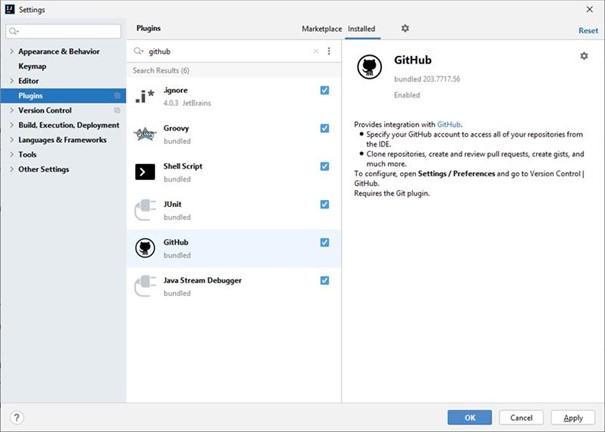 Settings
Plugins
Marketplace
Installed
Reset
github
Search Results (6)
Appearance & Behavior
Keymap
Editor
Plugins
Version Control
Build, Execution, Deployment
Languages & Frameworks
Tools
Other Settings
.i*
.ignore
4.0.3 JetBrains
Groovy
bundled
Shell Script
bundled
JUnit
bundled
GitHub
bundled
Java Stream Debugger
bundled
GitHub
bundled 203.7717.56
Enabled
Provides integration with GitHub.
• Specify your GitHub account to access all of your repositories from
the IDE.
• Clone repositories, create and review pull requests, create gists, and
much more.
To configure, open Settings / Preferences and go to Version Control |
GitHub.
Requires the Git plugin.
?
OK
Cancel
Apply